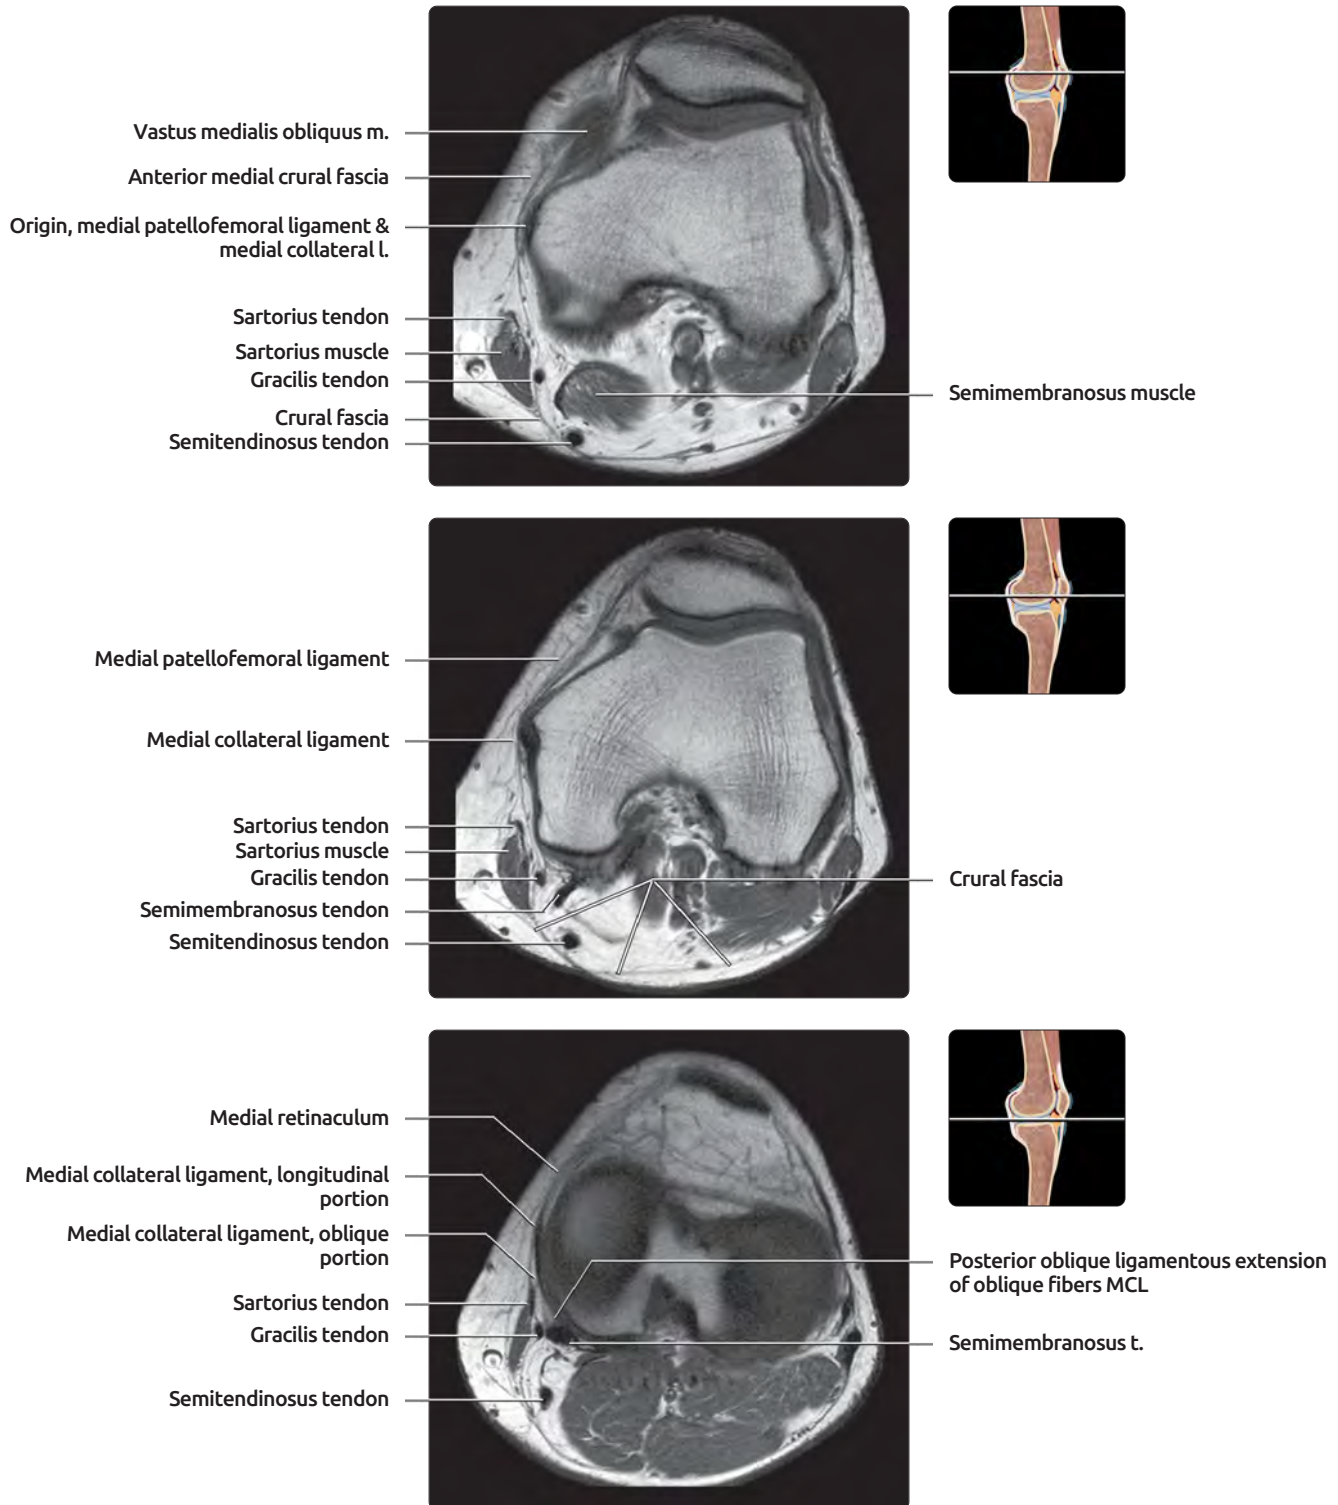 Vastus medialis obliquus m.
Anterior medial crural fascia
Origin, medial patellofemoral ligament &
medial collateral l.
Sartorius tendon
Sartorius muscle
Gracilis tendon
Crural fascia
Semitendinosus tendon
Semimembranosus muscle
Medial patellofemoral ligament
Medial collateral ligament
Sartorius tendon
Sartorius muscle
Gracilis tendon
Semimembranosus tendon
Semitendinosus tendon
Crural fascia
Medial retinaculum
Medial collateral ligament, longitudinal
portion
Medial collateral ligament, oblique
portion
Sartorius tendon
Gracilis tendon
Semitendinosus tendon
Posterior oblique ligamentous extension
of oblique fibers MCL
Semimembranosus t.